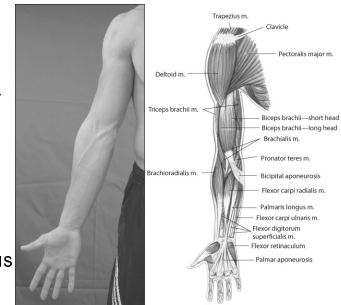 us
Trapezius m.
Clavicle
Pectoralis major m.
Deltoid m.
Triceps brachii m.
Biceps brachii—short head
Biceps brachii—long head
Brachialis m.
Pronator teres m.
Bicipital aponeurosis
Brachioradialis m.
Flexor carpi radialis m.
Palmaris longus m.
Flexor carpi ulnaris m.
Flexor digitorum
superficialis m.
Flexor retinaculum
Palmar aponeurosis